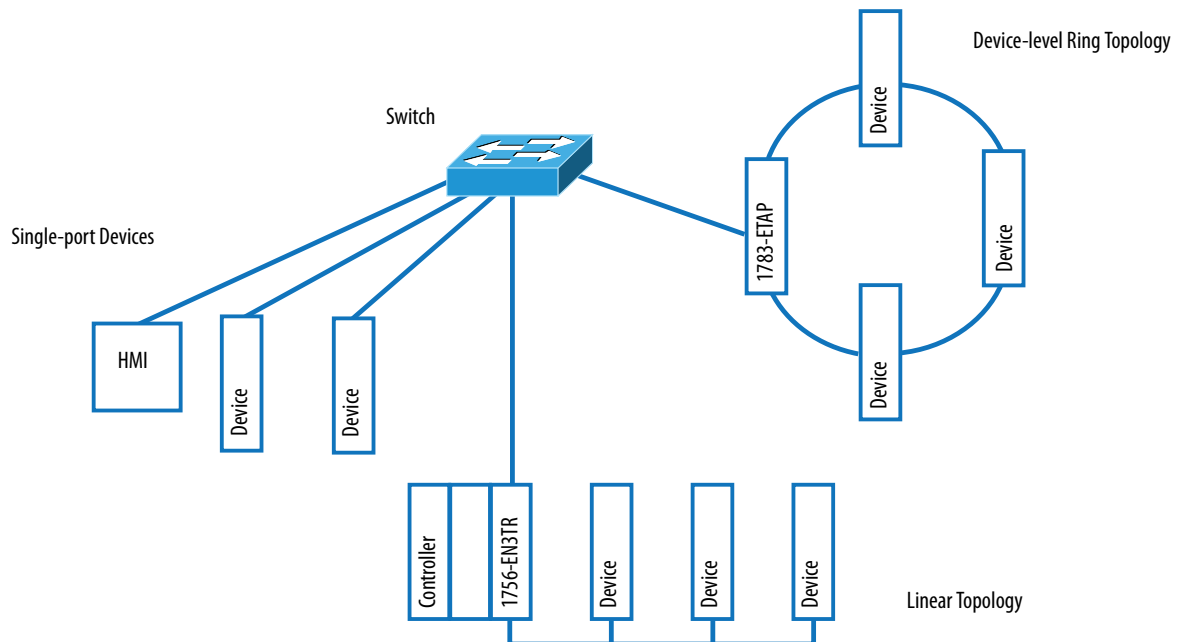 Device-level Ring Topology
Switch
Device
1783-ETAP
Device
Device
Single-port Devices
HMI
Device
Device
Controller
1756-EN3TR
Device
Device
Device
Linear Topology